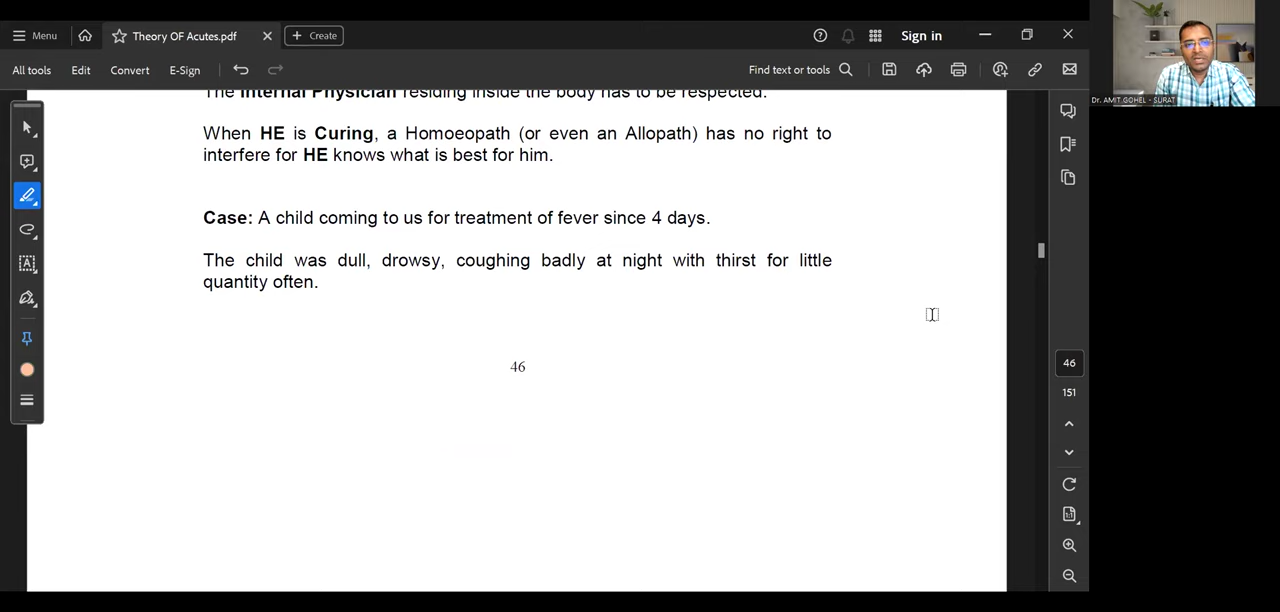 Menu
Theory OF Acutes.pdf
Create
Sign in
All tools
Edit
Convert
E-Sign
Find text or tools
The Internal Physician residing inside the body has to be respected.
When HE is Curing, a Homoeopath (or even an Allopath) has no right to
interfere for HE knows what is best for him.
Case: A child coming to us for treatment of fever since 4 days.
The child was dull, drowsy, coughing badly at night with thirst for little
quantity often.
46
46
151
Dr. AMIT GOHEL - SURAT